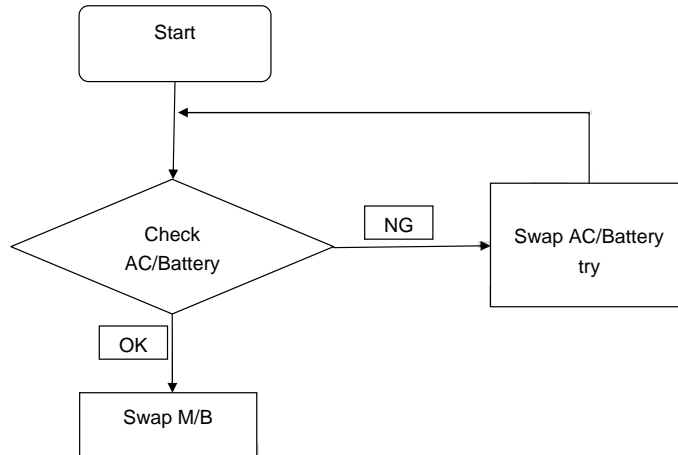 Start
Check
AC/Battery
NG
Swap AC/Battery
try
OK
Swap M/B